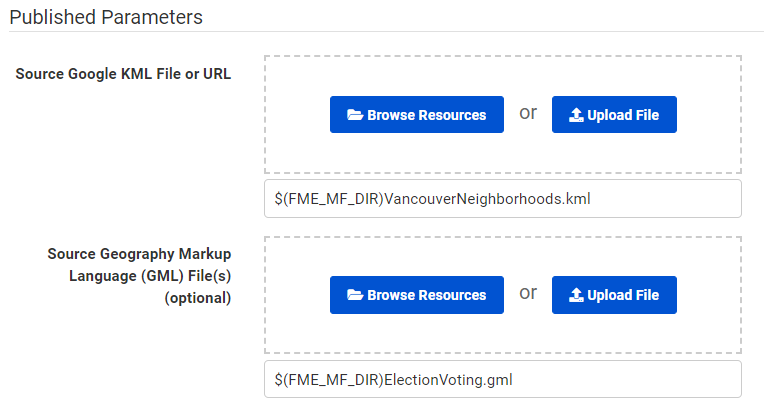 Published Parameters
Source Google KML File or URL
Browse Resources or Upload File
$(FME_MF_DIR)VancouverNeighborhoods.kml
Source Geography Markup
Language (GML) File(s)
(optional)
Browse Resources or Upload File
$(FME_MF_DIR)ElectionVoting.gml